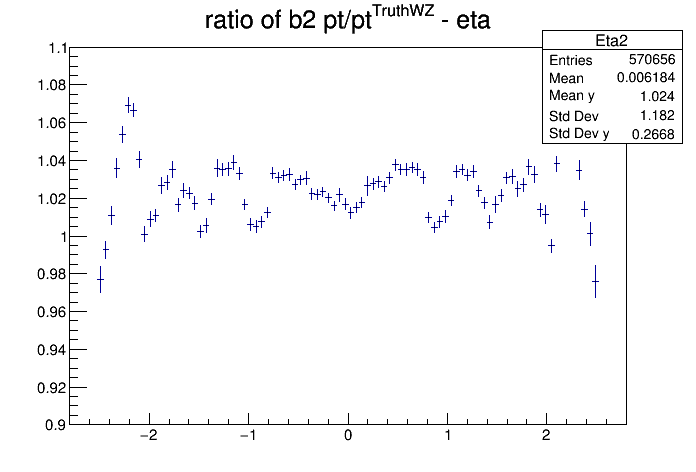 ratio of b2 pt/pt^TruthWZ - eta
Eta2
Entries 570656
Mean 0.006184
Mean y 1.024
Std Dev 1.182
Std Dev y 0.2668
1.1
1.08
1.06
1.04
1.02
1
0.98
0.96
0.94
0.92
0.9
−2 −1 0 1 2